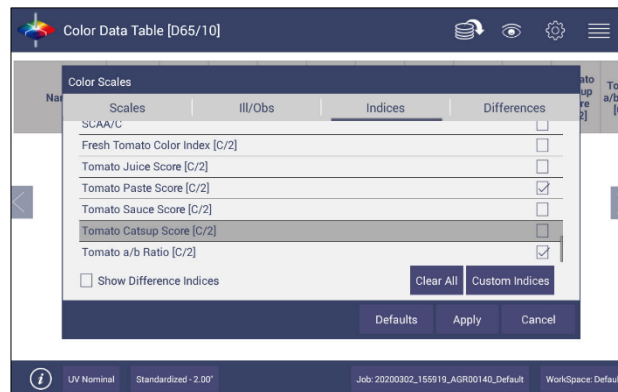 Color Data Table [D65/10]
Color Scales
Scales Ill/Obs Indices Differences
SCAA/C
Fresh Tomato Color Index [C/2]
Tomato Juice Score [C/2]
Tomato Paste Score [C/2]
Tomato Sauce Score [C/2]
Tomato Catsup Score [C/2]
Tomato a/b Ratio [C/2]
Show Difference Indices
Clear All Custom Indices
Defaults Apply Cancel
UV Nominal Standardized - 2.00" Job: 20200302_155919_AGR00140_Default WorkSpace: Defau